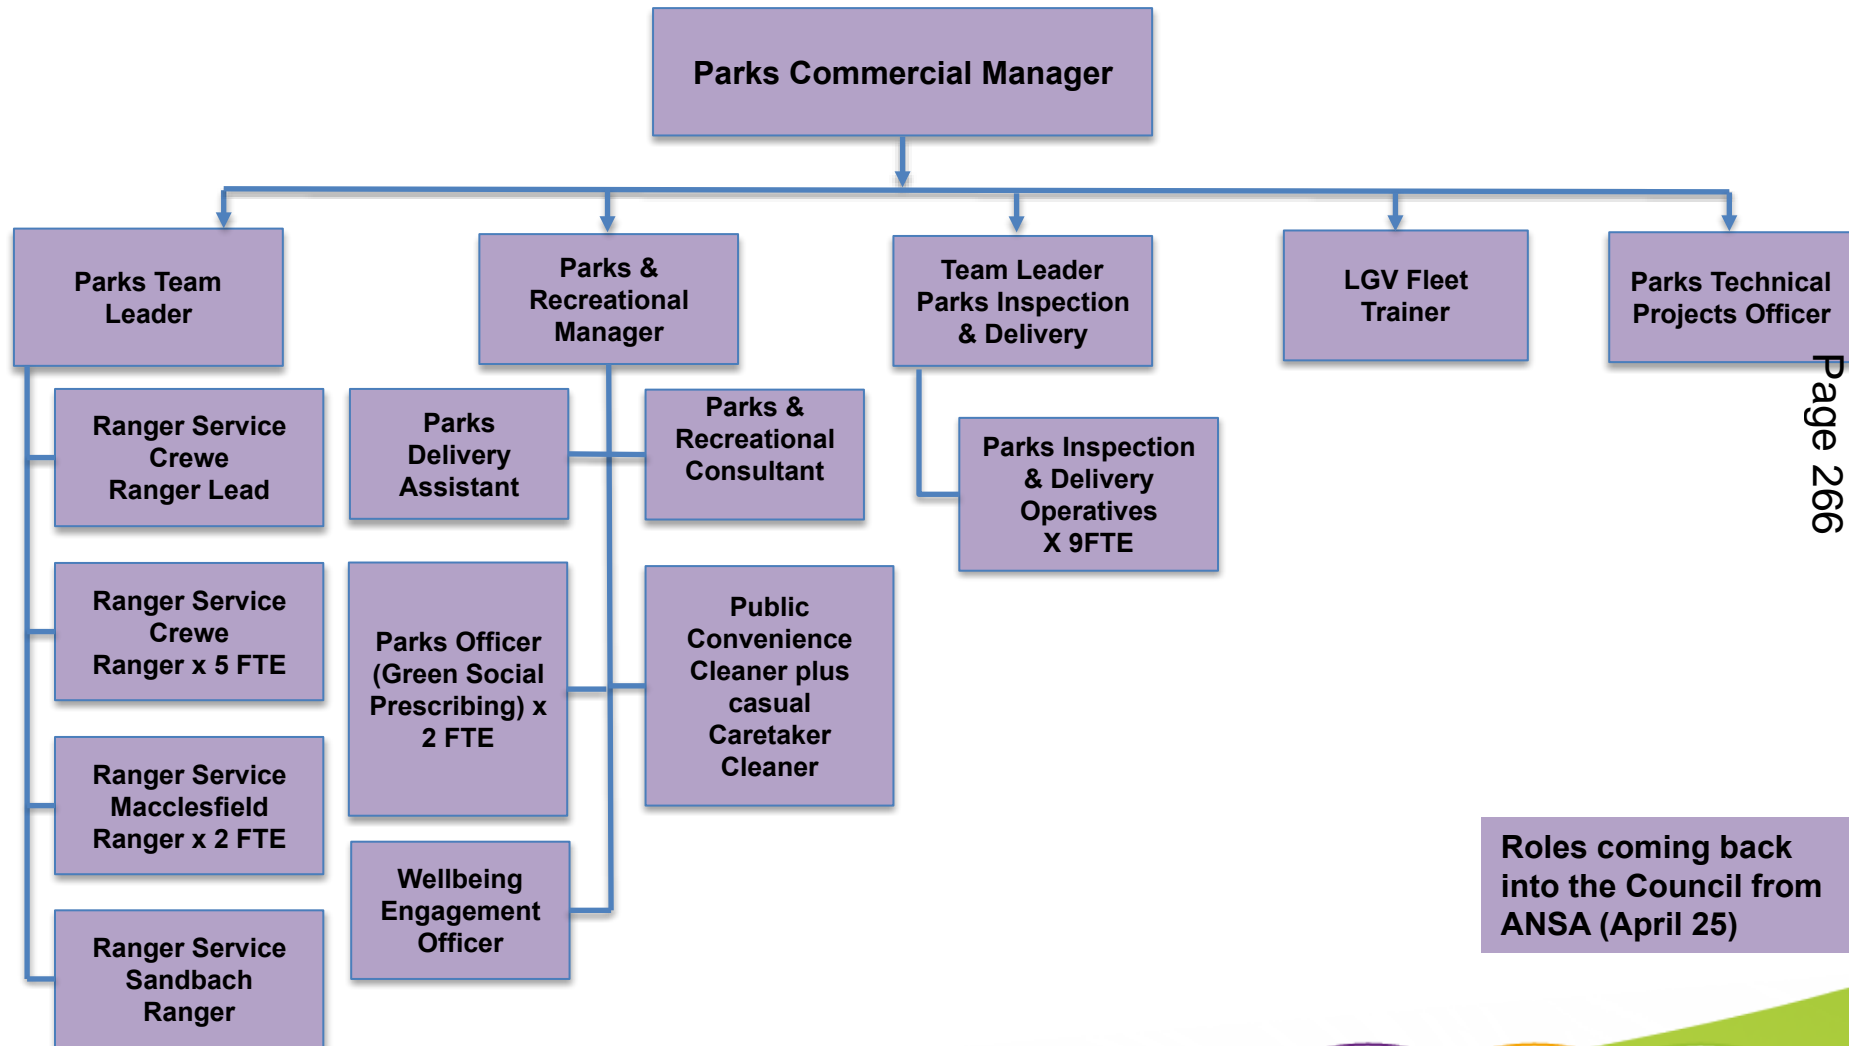 Parks Commercial Manager
Parks Team
Leader
Parks &
Recreational
Manager
Team Leader
Parks Inspection
& Delivery
LGV Fleet
Trainer
Parks Technical
Projects Officer
Ranger Service
Crewe
Ranger Lead
Ranger Service
Crewe
Ranger x 5 FTE
Ranger Service
Macclesfield
Ranger x 2 FTE
Ranger Service
Sandbach
Ranger
Parks
Delivery
Assistant
Parks &
Recreational
Consultant
Parks Officer
(Green Social
Prescribing) x
2 FTE
Public
Convenience
Cleaner plus
casual
Caretaker
Cleaner
Wellbeing
Engagement
Officer
Parks Inspection
& Delivery
Operatives
X 9FTE
Page 266
Roles coming back
into the Council from
ANSA (April 25)